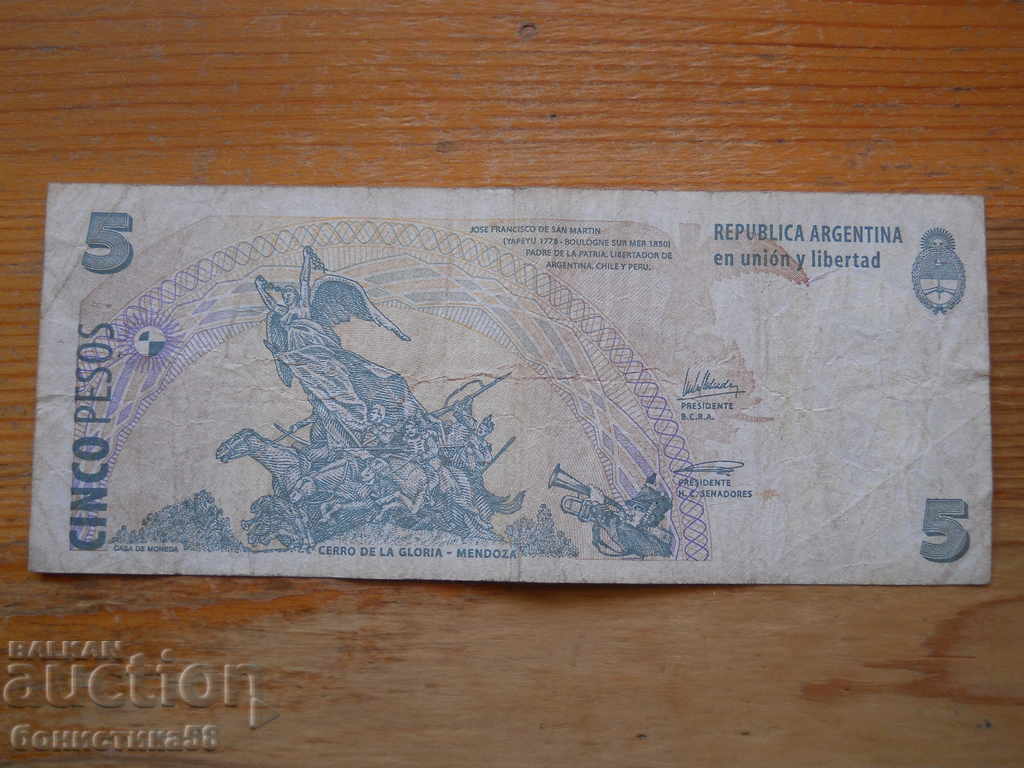 5
CINCO PESOS
JOSE FRANCISCO DE SAN MARTIN
(YAPEYU 1778 - BOULOGNE SUR MER 1850)
PADRE DE LA PATRIA, LIBERTADOR DE
ARGENTINA, CHILE Y PERU.
REPUBLICA ARGENTINA
en unión y libertad
PRESIDENTE
B.C.R.A.
PRESIDENTE
H. C. SENADORES
CASA DE MONEDA
CERRO DE LA GLORIA - MENDOZA
5
BALKAN
auction
бонистика58